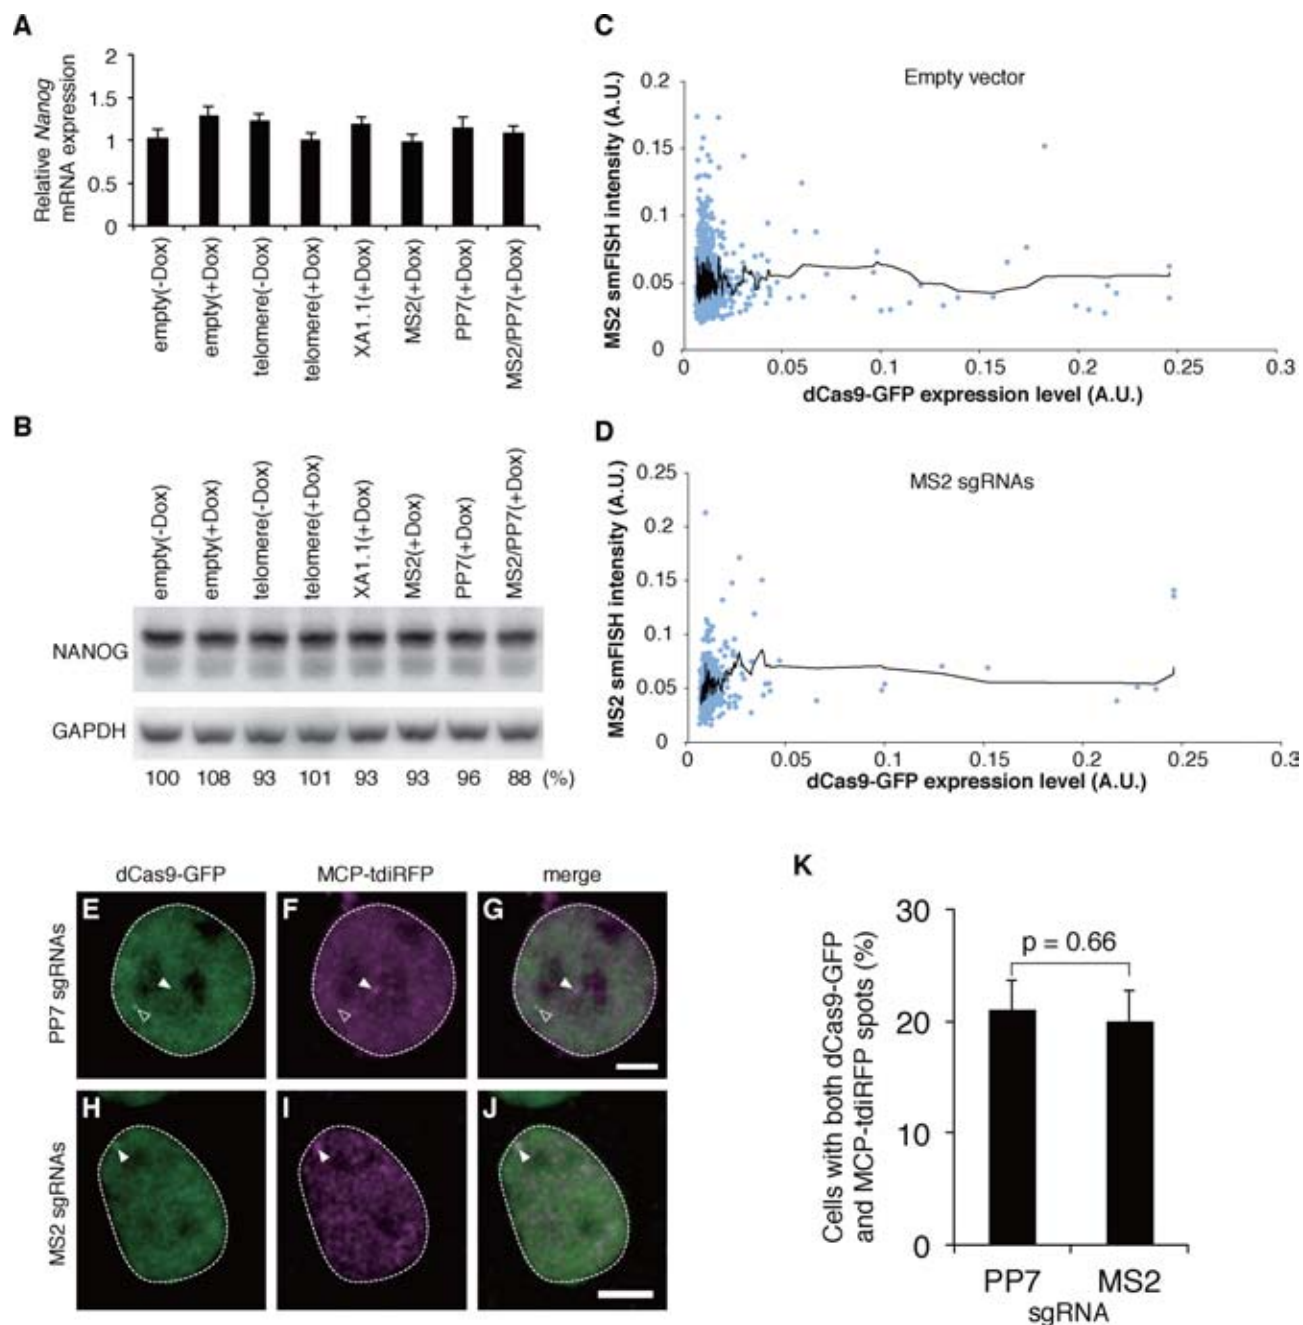 A
Relative Nanog
mRNA expression
2
1.5
1
0.5
0
empty(-Dox)
empty(+Dox)
telomere(-Dox)
telomere(+Dox)
XA1.1(+Dox)
MS2(+Dox)
PP7(+Dox)
MS2/PP7(+Dox)
B
empty(-Dox)
empty(+Dox)
telomere(-Dox)
telomere(+Dox)
XA1.1(+Dox)
MS2(+Dox)
PP7(+Dox)
MS2/PP7(+Dox)
NANOG
GAPDH
100 108 93 101 93 93 96 88 (%)
C
Empty vector
MS2 smFISH intensity (A.U.)
0.2
0.15
0.1
0.05
0
0 0.05 0.1 0.15 0.2 0.25 0.3
dCas9-GFP expression level (A.U.)
D
MS2 sgRNAs
MS2 smFISH intensity (A.U.)
0.25
0.2
0.15
0.1
0.05
0
0 0.05 0.1 0.15 0.2 0.25 0.3
dCas9-GFP expression level (A.U.)
dCas9-GFP MCP-tdiRFP merge
PP7 sgRNAs
E F G
MS2 sgRNAs
H I J
K
Cells with both dCas9-GFP
and MCP-tdiRFP spots (%)
30
20
10
0
p = 0.66
PP7 MS2
sgRNA